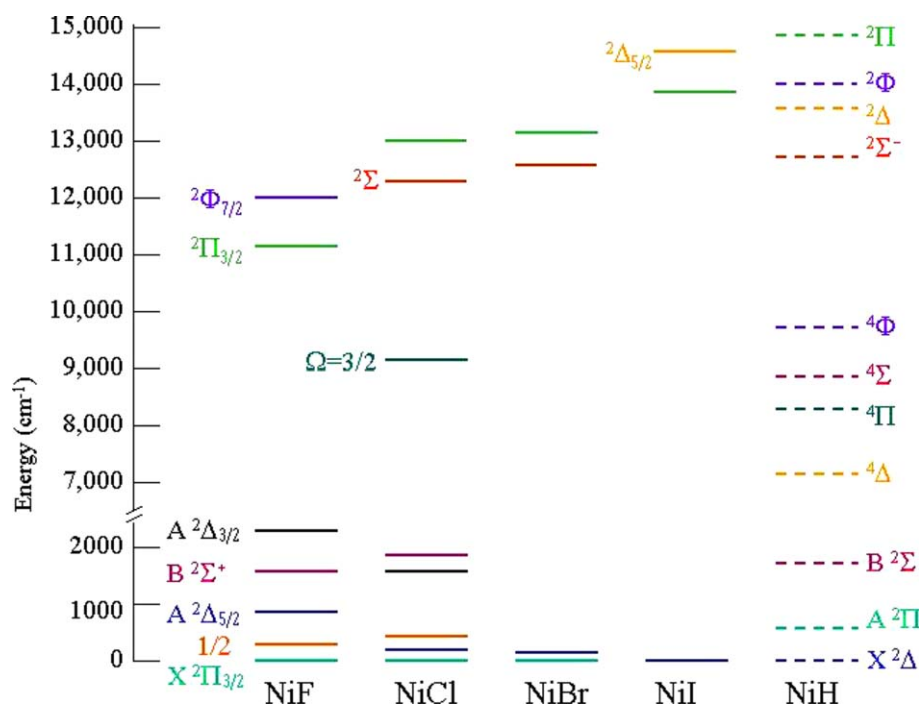 15,000
14,000
13,000
12,000
11,000
10,000
9,000
8,000
7,000
2000
1000
0
Energy (cm⁻¹)
²Φ₇/₂
²Π₃/₂
A ²Δ₃/₂
B ²Σ⁺
A ²Δ₅/₂
1/2
X ²Π₃/₂
²Σ
Ω=3/2
²Δ₅/₂
²Π
²Φ
²Δ
²Σ⁻
⁴Φ
⁴Σ
⁴Π
⁴Δ
B ²Σ
A ²Π
X ²Δ
NiF NiCl NiBr NiI NiH